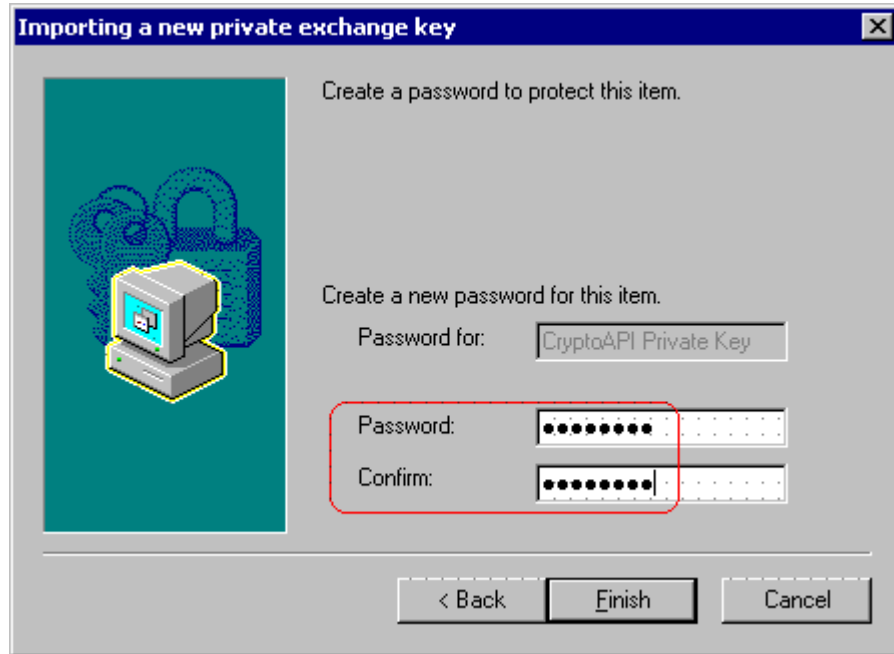 Importing a new private exchange key
Create a password to protect this item.
Create a new password for this item.
Password for: CryptoAPI Private Key
Password: ●●●●●●●●
Confirm: ●●●●●●●●
< Back Finish Cancel